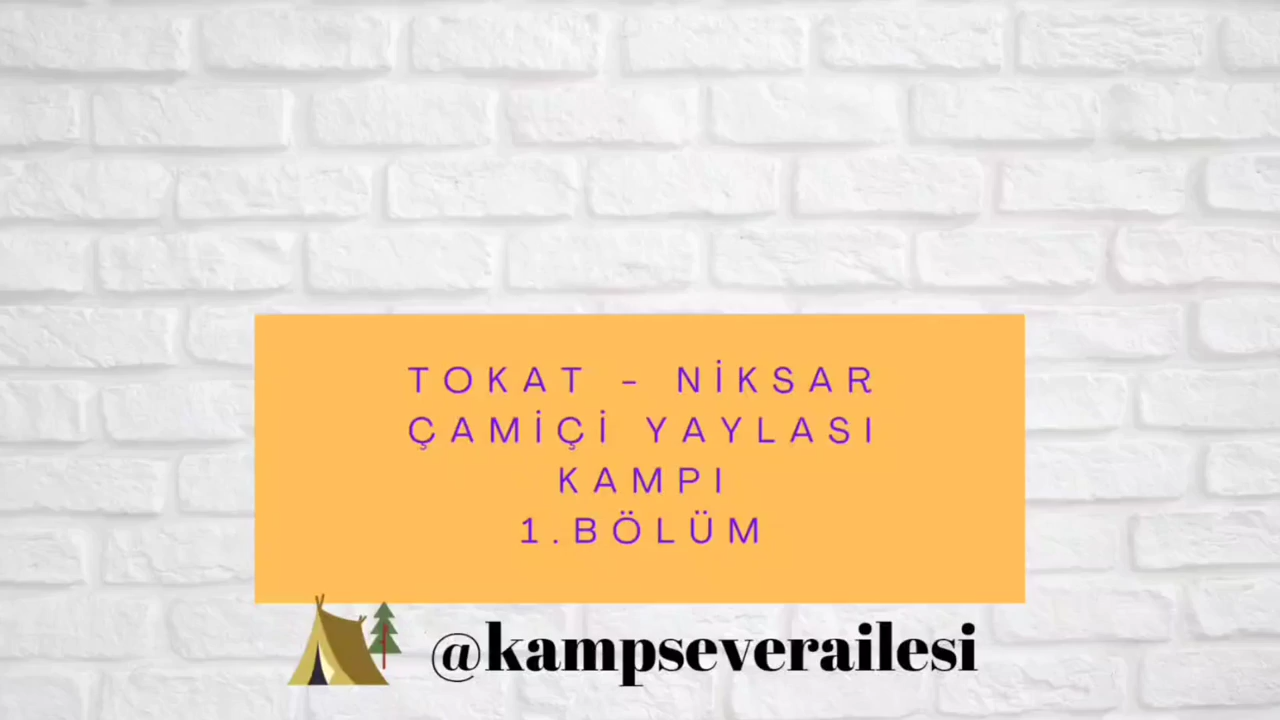 TOKAT - NİKSAR
ÇAMİÇİ YAYLASI
KAMPI
1.BÖLÜM
@kampseverailesi